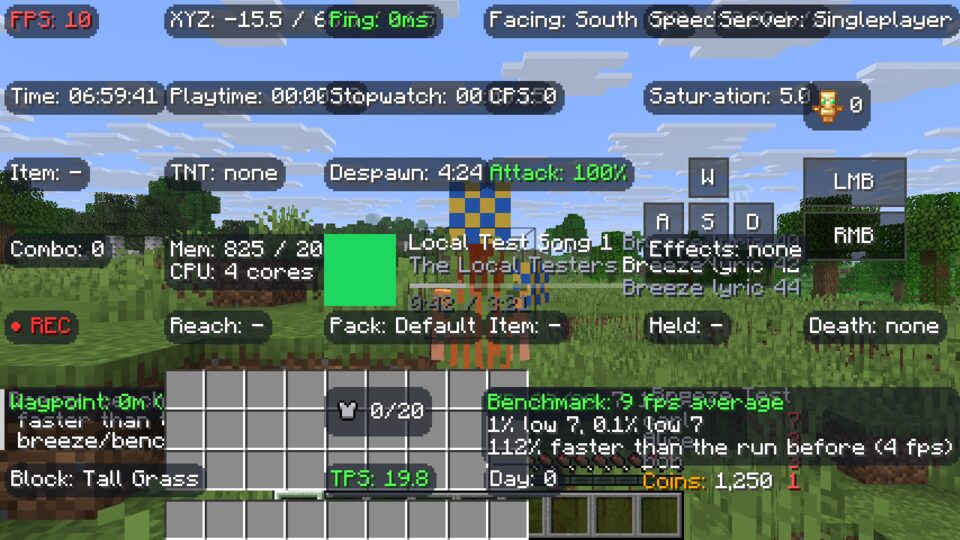 FPS: 10
XYZ: -15.5 / 6
Ping: 0ms
Facing: South
Speed
Server: Singleplayer
Time: 06:59:41
Playtime: 00:00
Stopwatch: 00
CPS: 0
Saturation: 5.0
0
Item: -
TNT: none
Despawn: 4:24
Attack: 100%
W
LMB
A S D
RMB
Combo: 0
Mem: 825 / 20
CPU: 4 cores
Local Test Song 1
The Local Testers
0:42 / 3:21
Effects: none
Breeze lyric 42
Breeze lyric 44
REC
Reach: -
Pack: Default
Item: -
Held: -
Death: none
Waypoint: 0m
faster than
breeze/benc
0/20
Benchmark: 9 fps average
1% low 7, 0.1% low 7
112% faster than the run before (4 fps)
Breeze Test
Block: Tall Grass
TPS: 19.8
Day: 0
Coins: 1,250
1